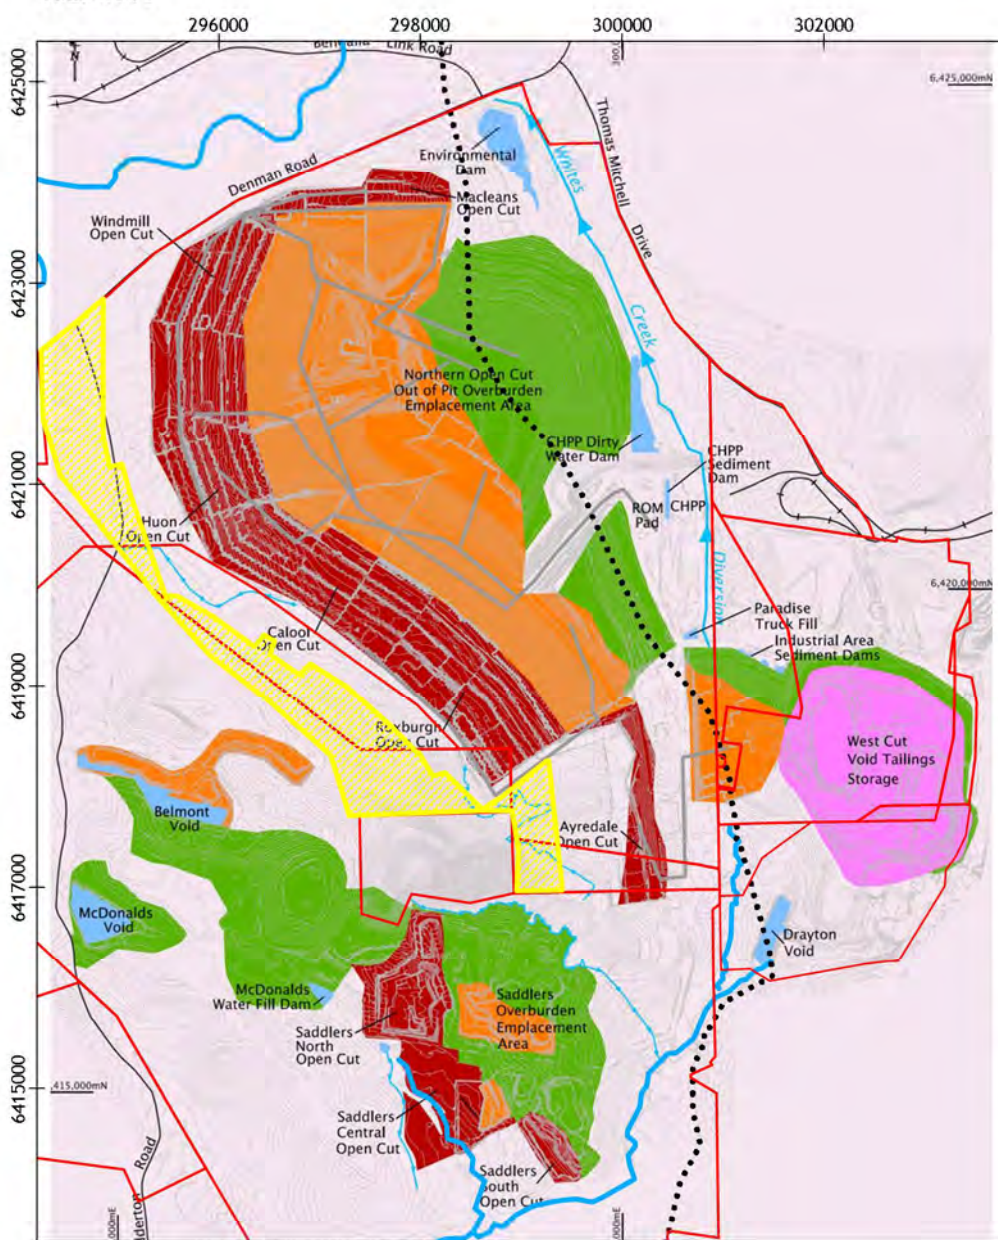 296000
298000
300000
302000
6425000
6423000
6421000
6419000
6417000
6415000
N
Link Road
6,425,000mN
Thomas Mitchell
Drive
Environmental
Dam
Whites
Creek
Diversion
Denman Road
Macleans
Open Cut
Windmill
Open Cut
Northern Open Cut
Out of Pit Overburden
Emplacement Area
CHPP Dirty
Water Dam
CHPP
Sediment
Dam
ROM
Pad
CHPP
Huon
Open Cut
6,420,000mN
Paradise
Truck Fill
Industrial Area
Sediment Dams
Calool
Open Cut
Roxburgh
Open Cut
West Cut
Void Tailings
Storage
Belmont
Void
Ayredale
Open Cut
McDonalds
Void
Drayton
Void
McDonalds
Water Fill Dam
Saddlers
Overburden
Emplacement
Area
Saddlers
North
Open Cut
,415,000mN
Saddlers
Central
Open Cut
Saddlers
South
Open Cut
Road